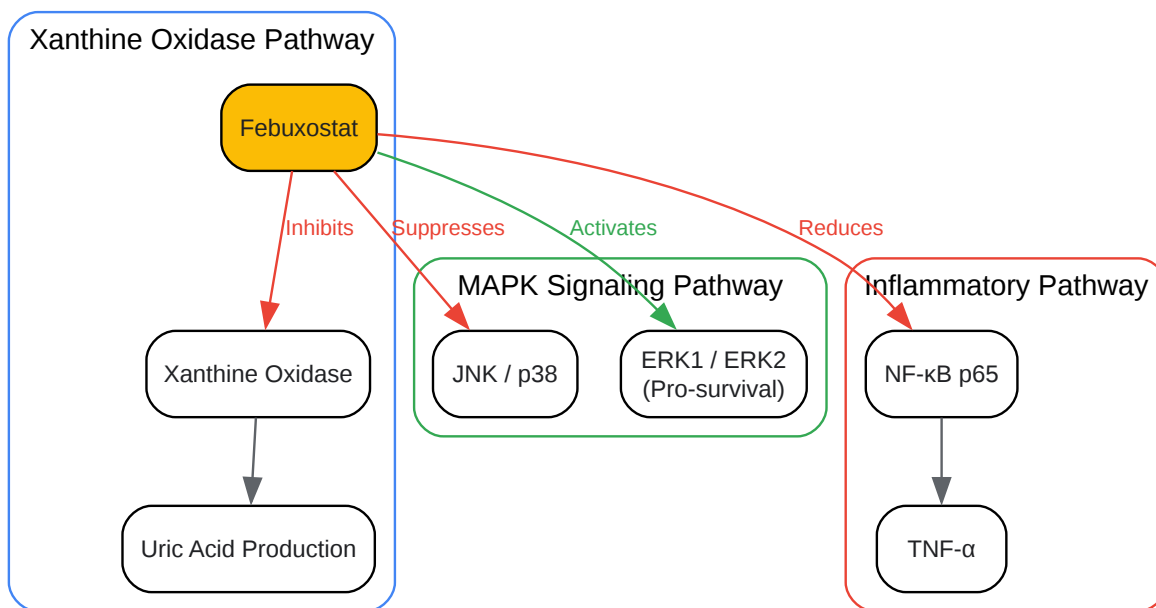 Xanthine Oxidase Pathway
Febuxostat
Inhibits
Suppresses
Activates
Reduces
MAPK Signaling Pathway
Inflammatory Pathway
Xanthine Oxidase
JNK / p38
ERK1 / ERK2
(Pro-survival)
NF-κB p65
Uric Acid Production
TNF-α